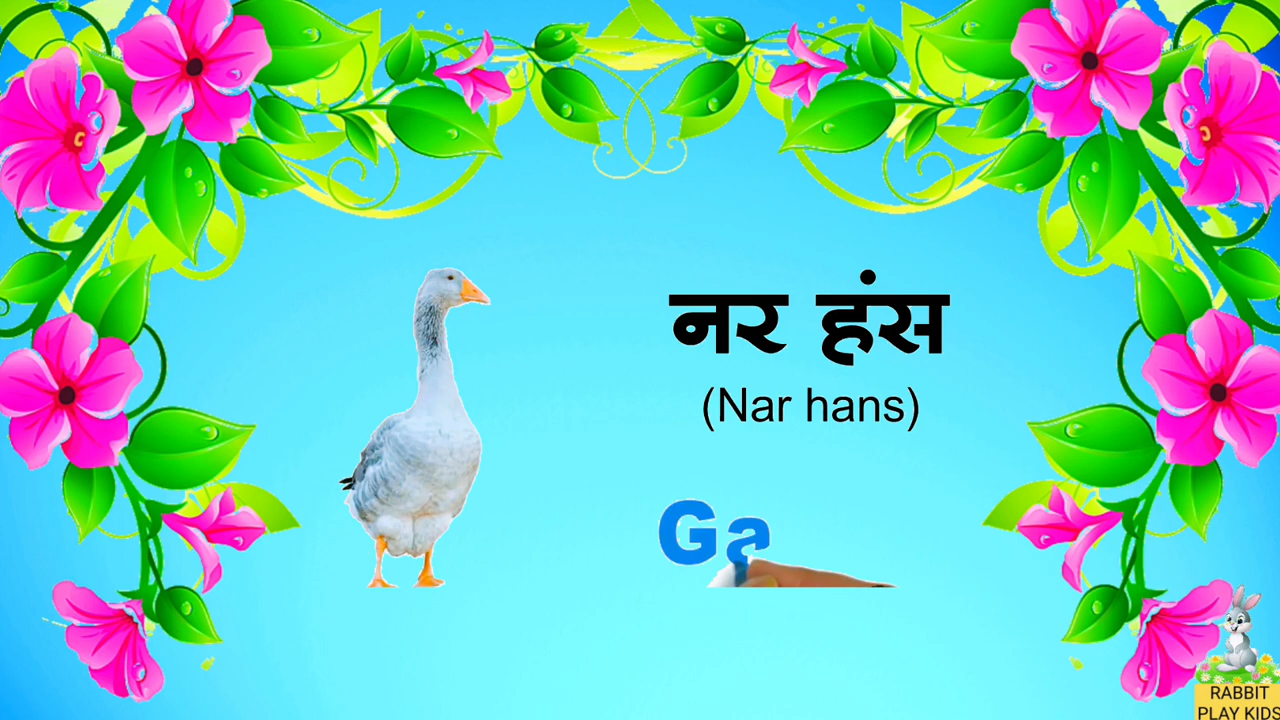 नर हंस
(Nar hans)
Ga
RABBIT
PLAY KIDS